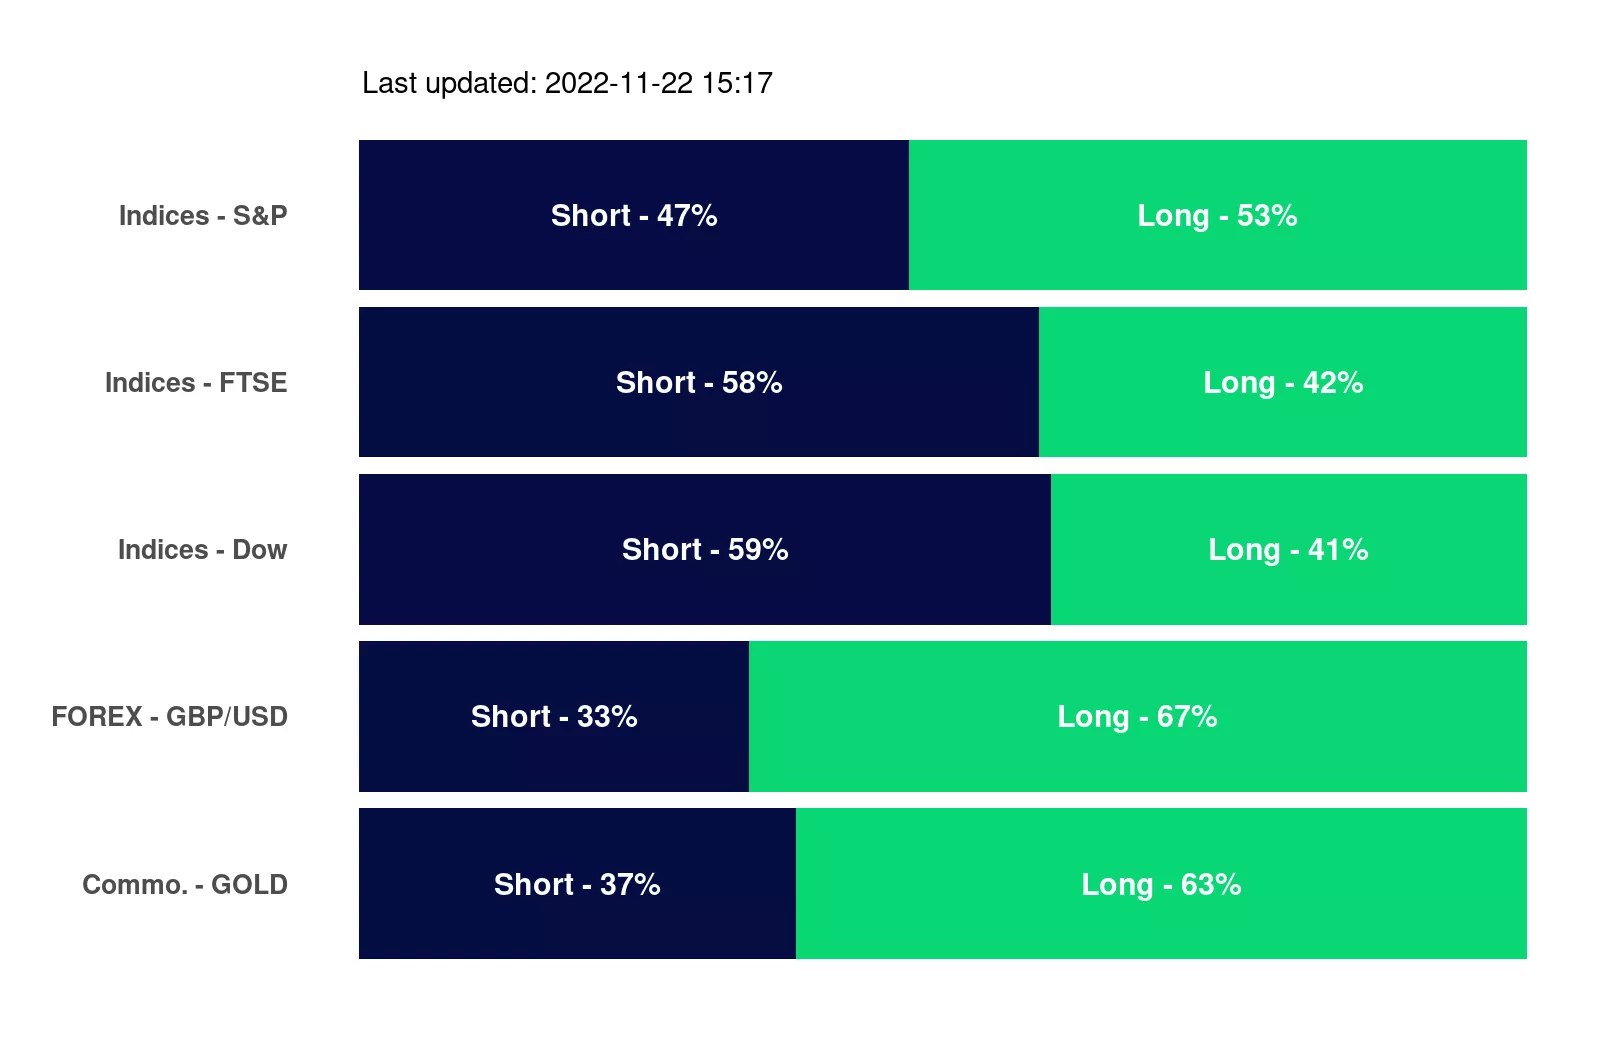 Last updated: 2022-11-22 15:17
Indices - S&P Short - 47% Long - 53%
Indices - FTSE Short - 58% Long - 42%
Indices - Dow Short - 59% Long - 41%
FOREX - GBP/USD Short - 33% Long - 67%
Commo. - GOLD Short - 37% Long - 63%